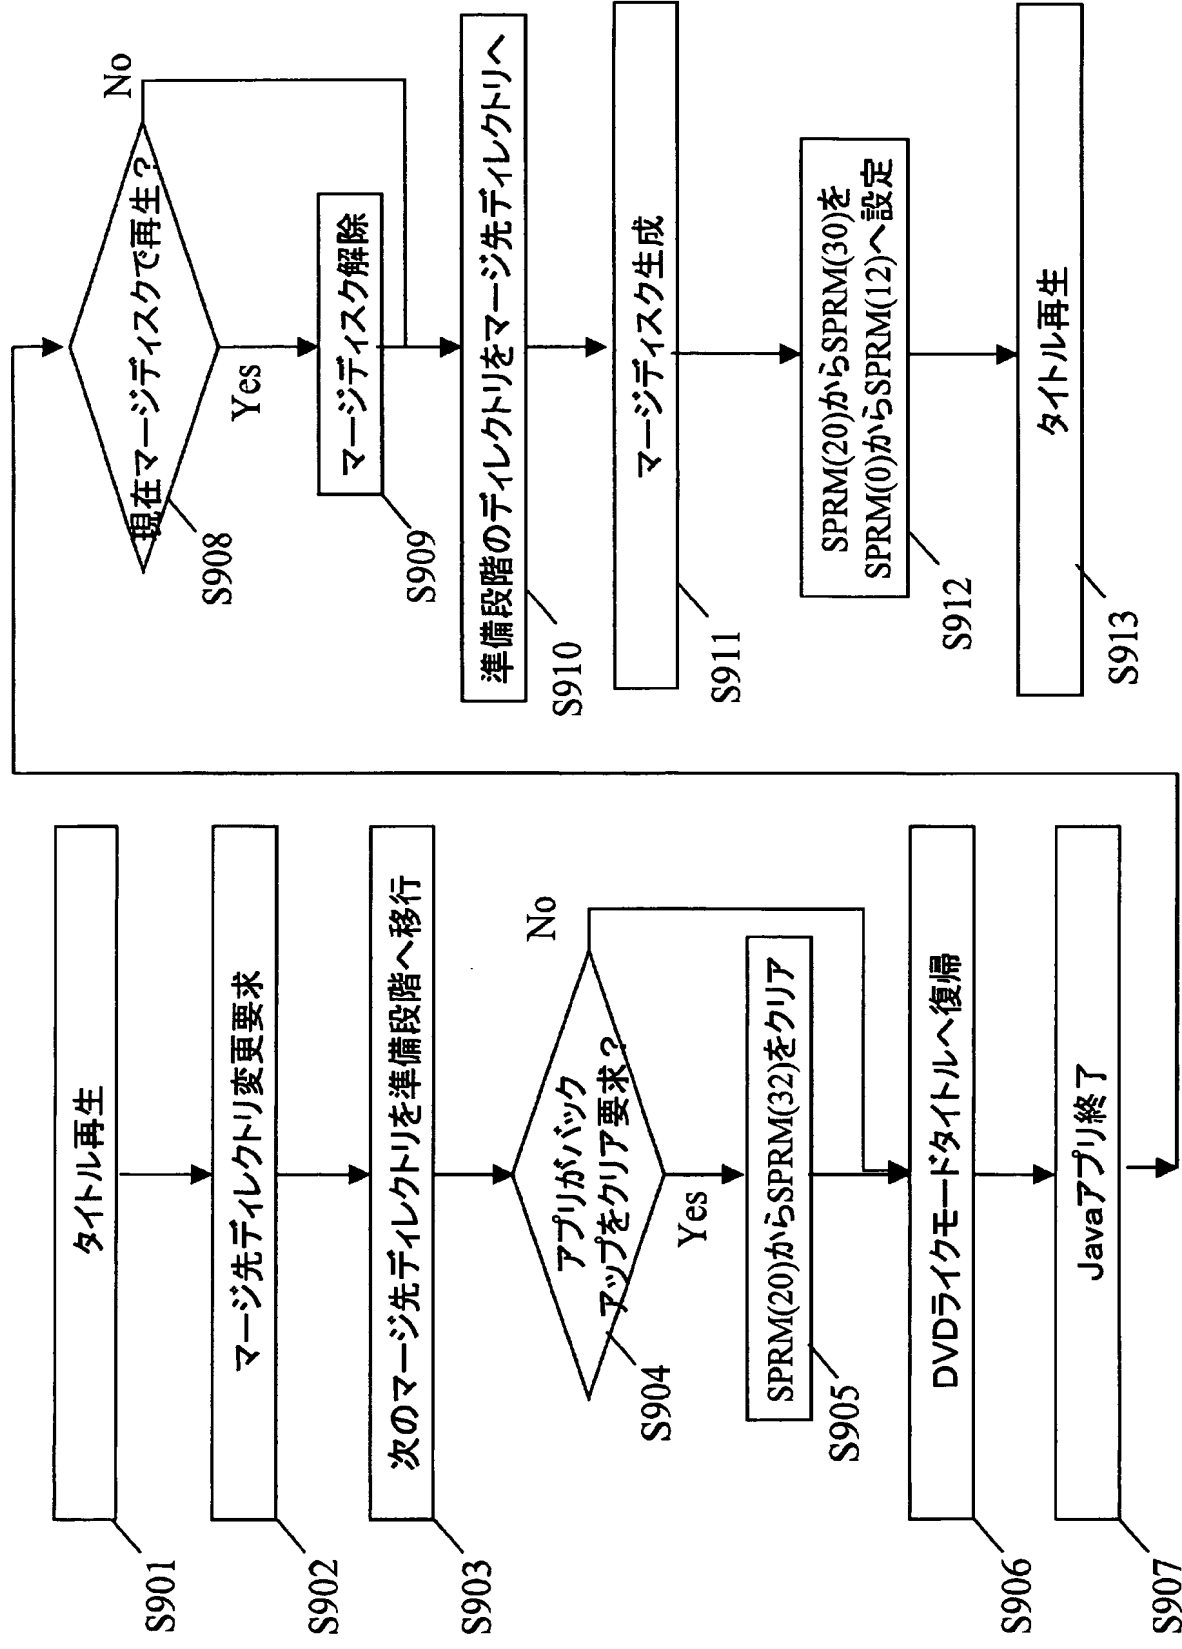 タイトル再生
S901
マージ先ディレクトリ変更要求
S902
次のマージ先ディレクトリを準備段階へ移行
S903
アプリがバック
アップをクリア要求？
S904
No
Yes
SPRM(20)からSPRM(32)をクリア
S905
DVDライクモードタイトルへ復帰
S906
Javaアプリ終了
S907
現在マージディスクで再生？
S908
No
Yes
マージディスク解除
S909
準備段階のディレクトリをマージ先ディレクトリへ
S910
マージディスク生成
S911
SPRM(20)からSPRM(30)を
SPRM(0)からSPRM(12)へ設定
S912
タイトル再生
S913